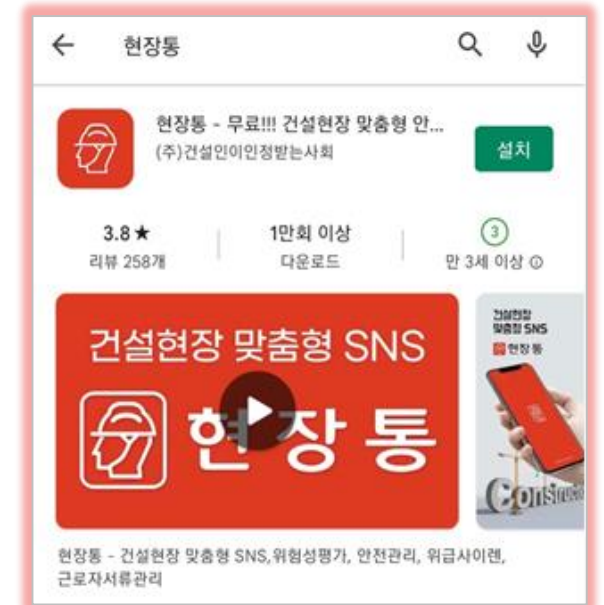 현장통
현장통 - 무료!!! 건설현장 맞춤형 안...
(주)건설인이인정받는사회
설치
3.8★
리뷰 258개
1만회 이상
다운로드
3
만 3세 이상
건설현장 맞춤형 SNS
현장통
건설현장
맞춤형 SNS
현장통
Construc
현장통 - 건설현장 맞춤형 SNS,위험성평가, 안전관리, 위급사이렌,
근로자서류관리